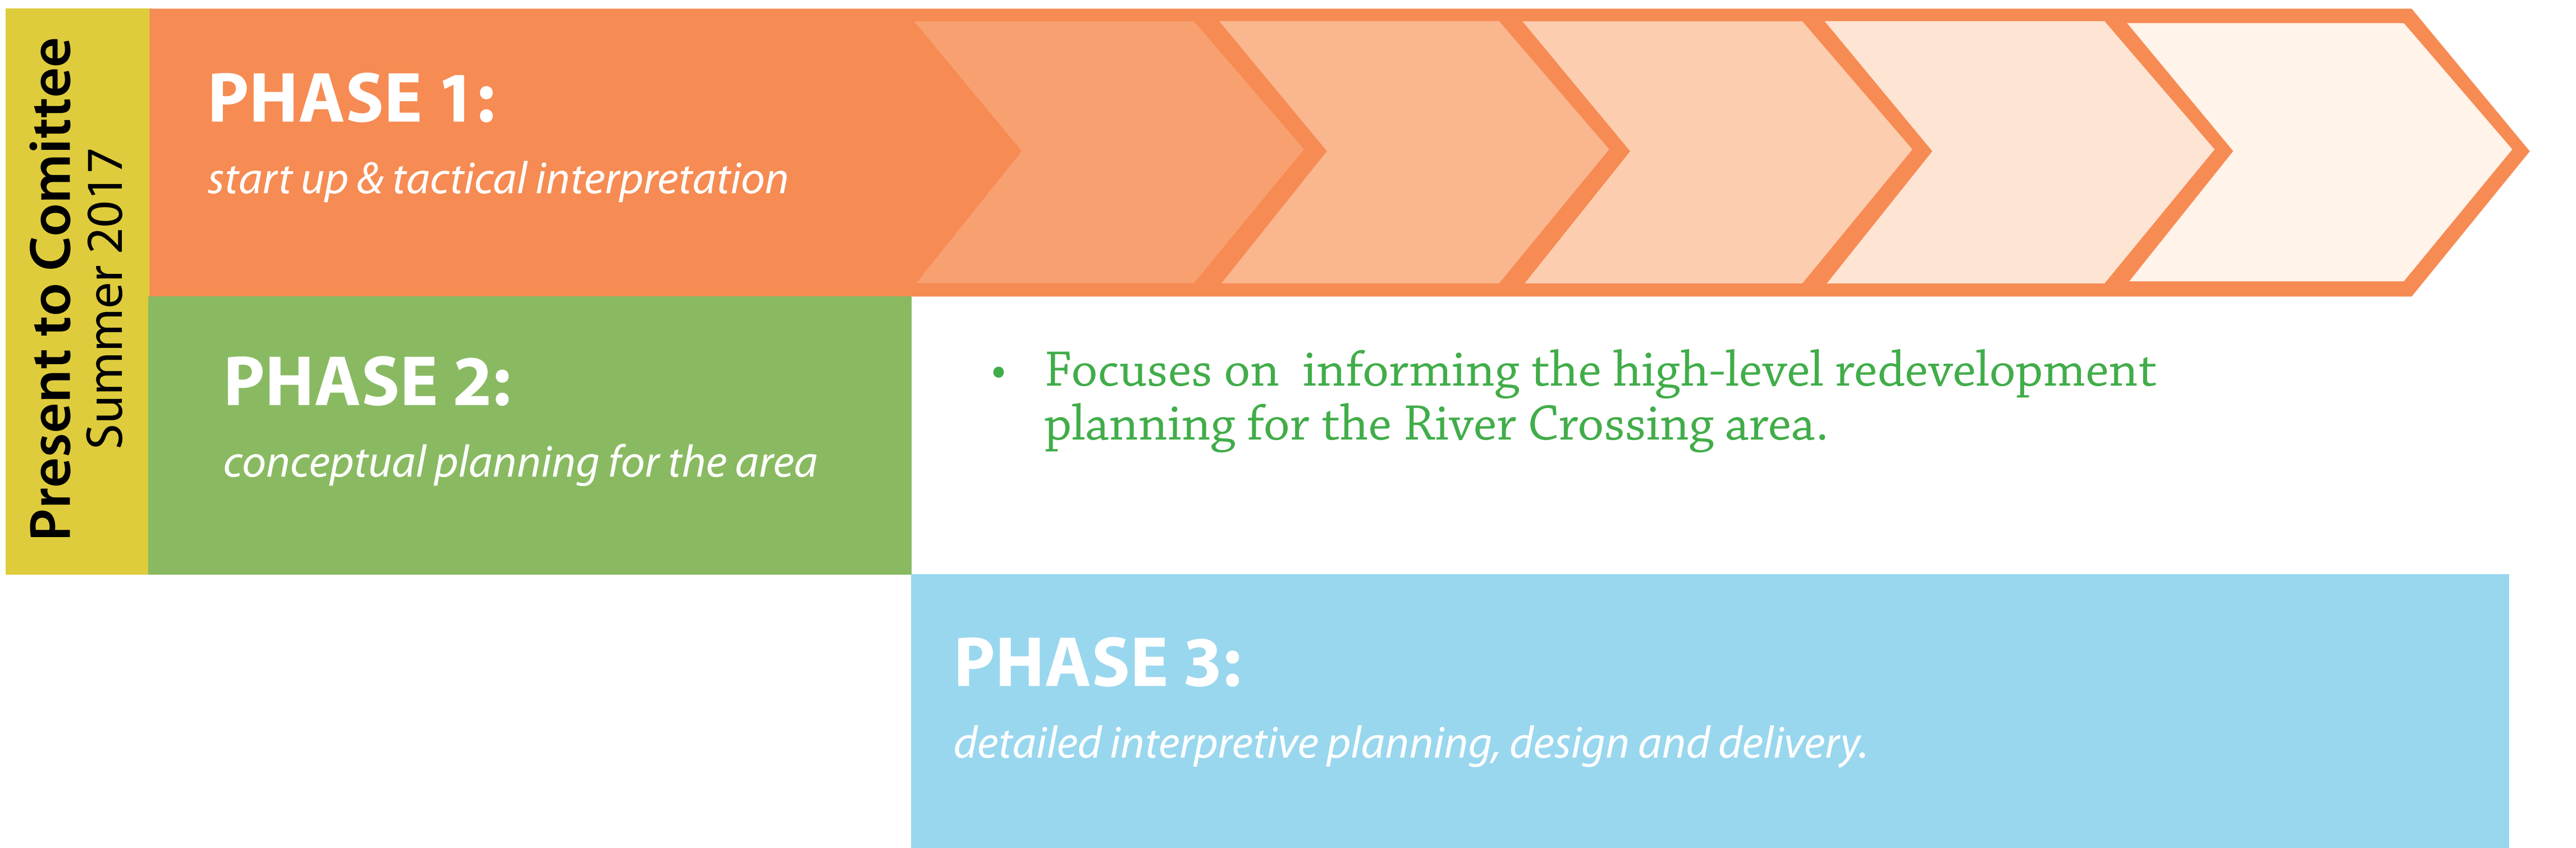 Present to Committee
Summer 2017
PHASE 1:
start up & tactical interpretation
PHASE 2:
conceptual planning for the area
• Focuses on  informing the high-level redevelopment
planning for the River Crossing area.
PHASE 3:
detailed interpretive planning, design and delivery.